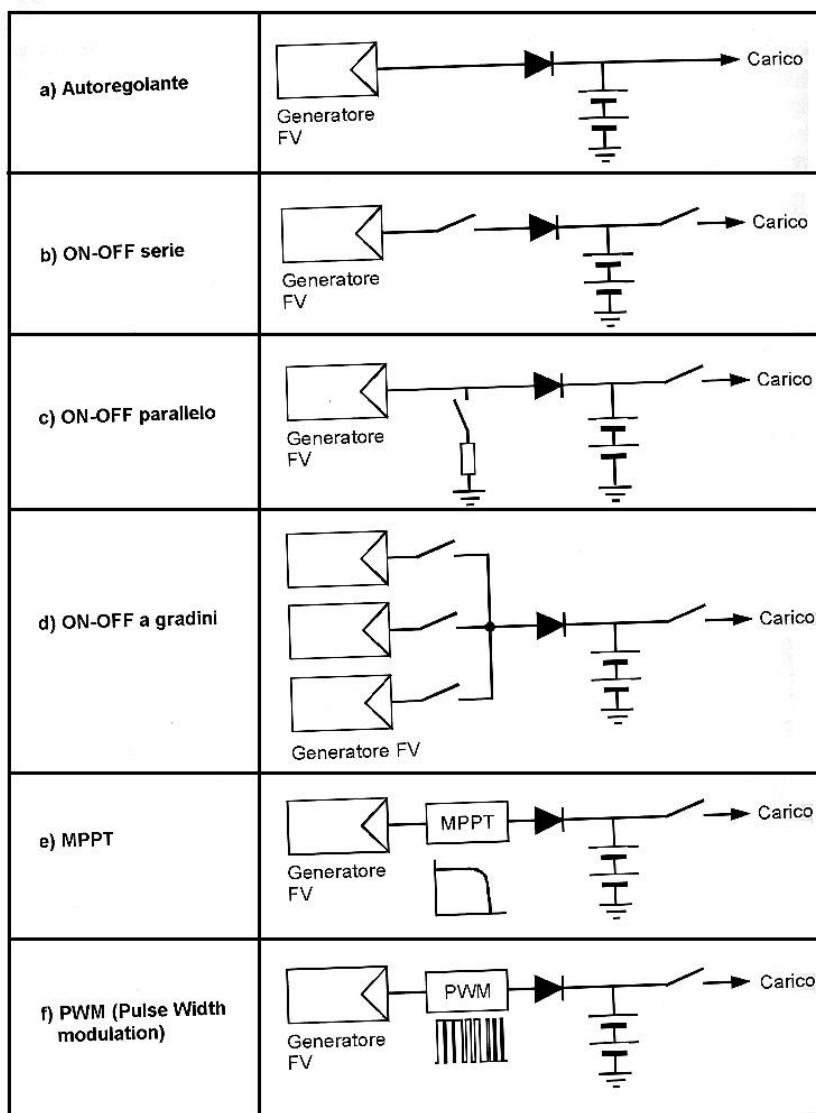 a) Autoregolante
Generatore
FV
Carico
b) ON-OFF serie
Generatore
FV
Carico
c) ON-OFF parallelo
Generatore
FV
Carico
d) ON-OFF a gradini
Generatore FV
Carico
e) MPPT
Generatore
FV
MPPT
Carico
f) PWM (Pulse Width
modulation)
Generatore
FV
PWM
Carico